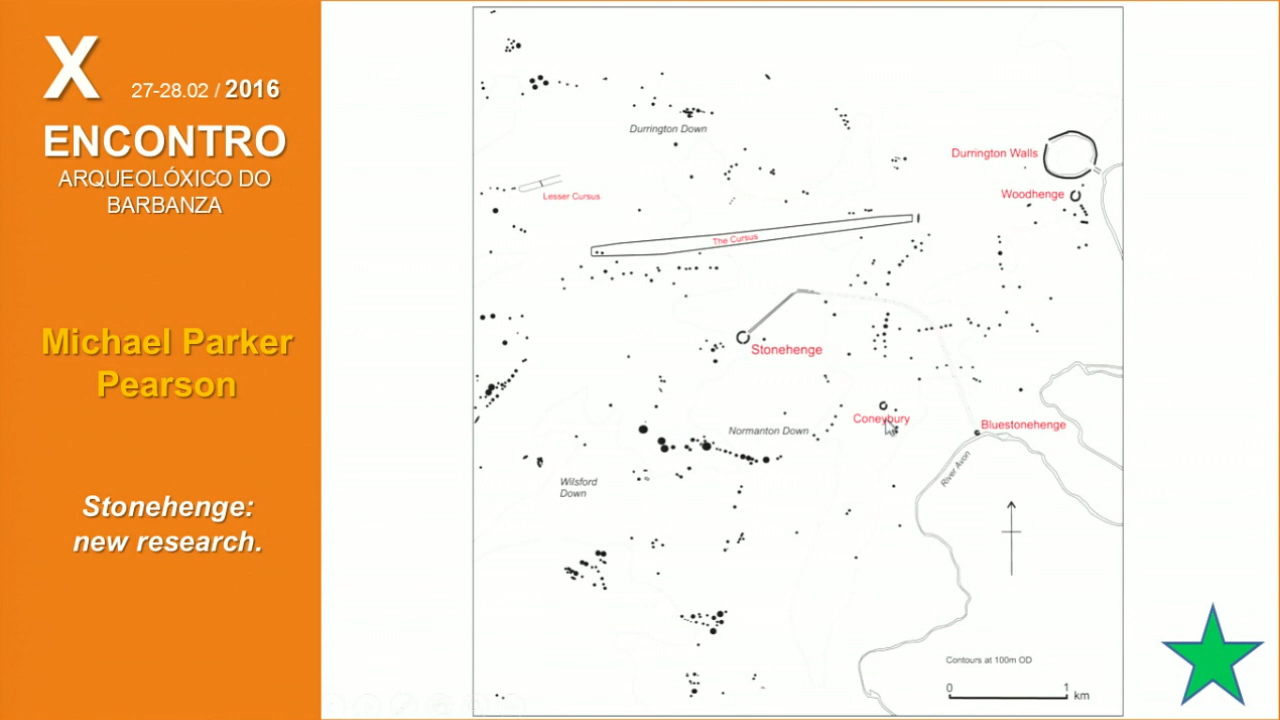 X
27-28.02 / 2016
ENCONTRO
ARQUEOLÓXICO DO
BARBANZA
Michael Parker
Pearson
Stonehenge:
new research.
Durrington Down
Durrington Walls
Woodhenge
Lesser Cursus
The Cursus
Stonehenge
Coneybury
Normanton Down
Bluestonehenge
River Avon
Wilsford
Down
Contours at 100m OD
0 1
km